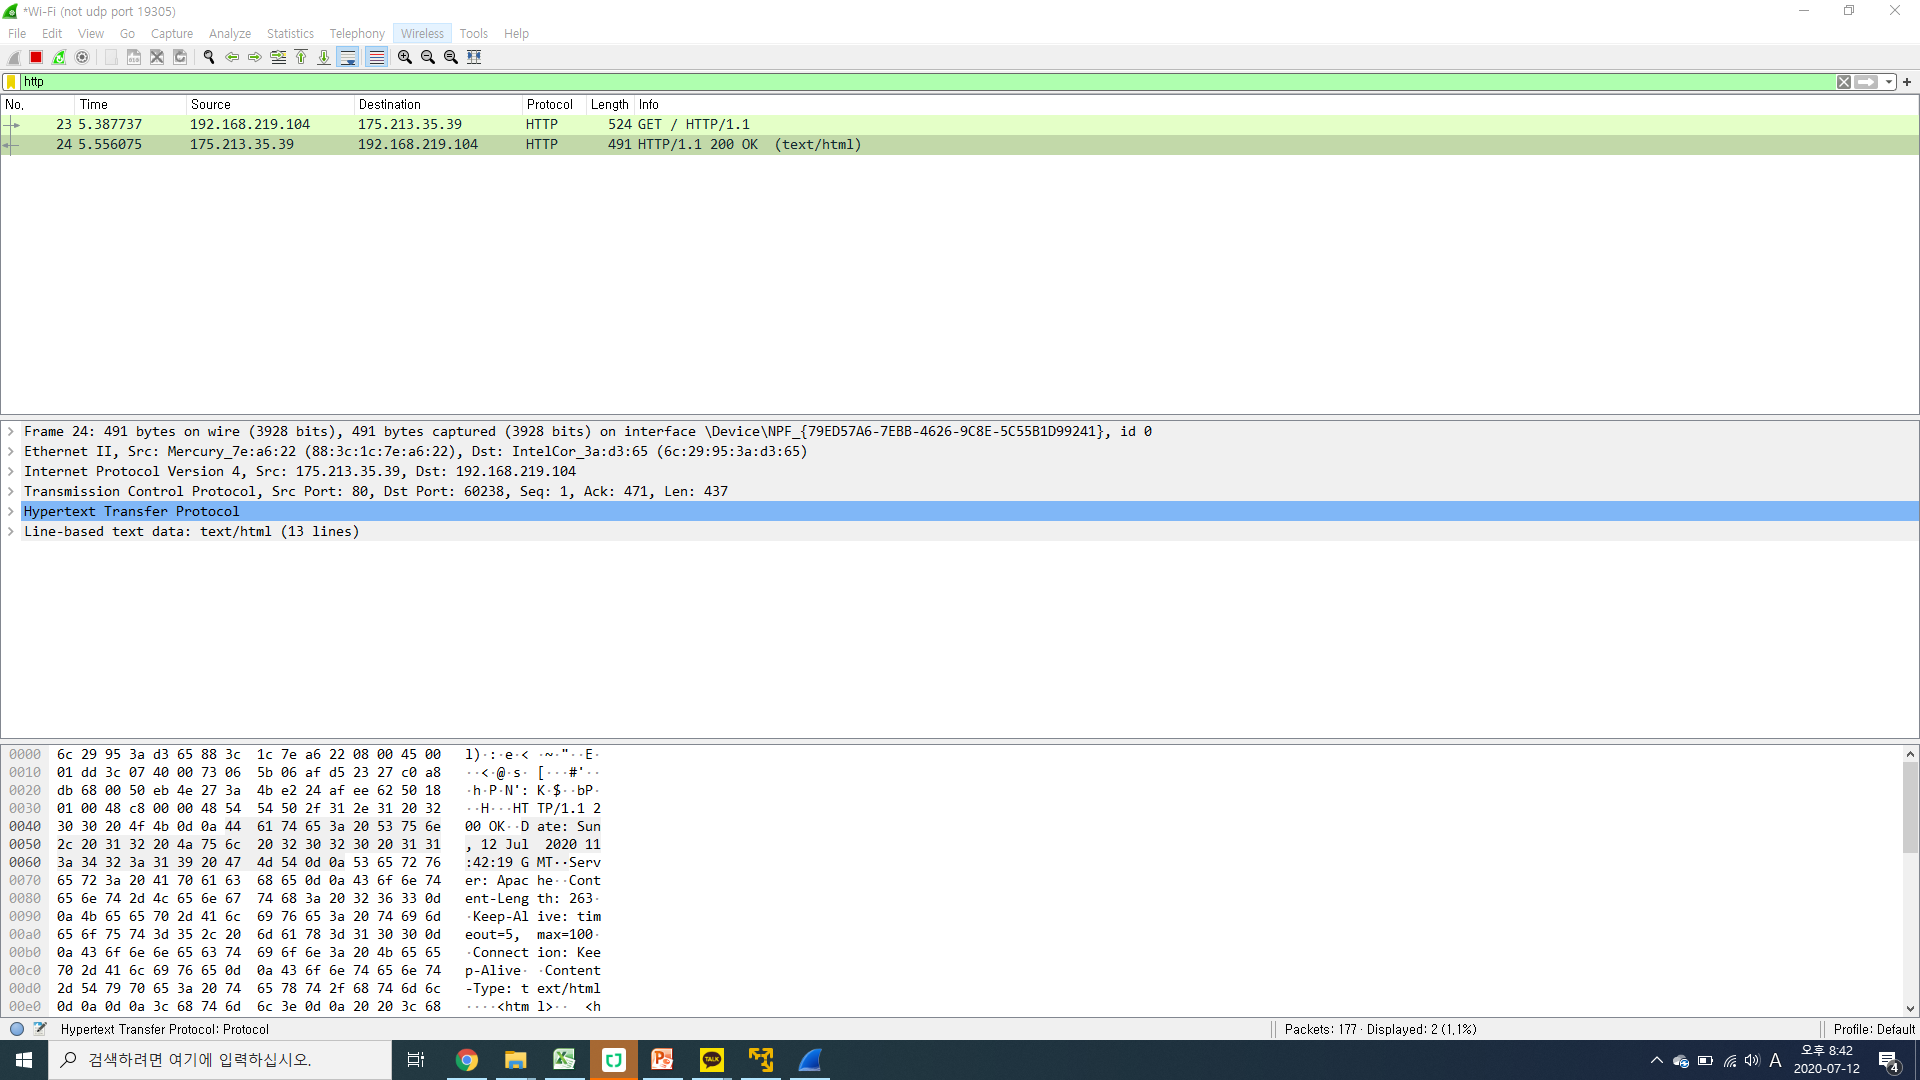 *Wi-Fi (not udp port 19305)
File Edit View Go Capture Analyze Statistics Telephony Wireless Tools Help
http
No. Time Source Destination Protocol Length Info
23 5.387737 192.168.219.104 175.213.35.39 HTTP 524 GET / HTTP/1.1
24 5.556075 175.213.35.39 192.168.219.104 HTTP 491 HTTP/1.1 200 OK (text/html)
Frame 24: 491 bytes on wire (3928 bits), 491 bytes captured (3928 bits) on interface \Device\NPF_{79ED57A6-7EBB-4626-9C8E-5C55B1D99241}, id 0
Ethernet II, Src: Mercury_7e:a6:22 (88:3c:1c:7e:a6:22), Dst: IntelCor_3a:d3:65 (6c:29:95:3a:d3:65)
Internet Protocol Version 4, Src: 175.213.35.39, Dst: 192.168.219.104
Transmission Control Protocol, Src Port: 80, Dst Port: 60238, Seq: 1, Ack: 471, Len: 437
Hypertext Transfer Protocol
Line-based text data: text/html (13 lines)
0000 6c 29 95 3a d3 65 88 3c 1c 7e a6 22 08 00 45 00 l)·:·e·< ·~·"··E·
0010 01 dd 3c 07 40 00 73 06 5b 06 af d5 23 27 c0 a8 ··<·@·s· [···#'··
0020 db 68 00 50 eb 4e 27 3a 4b e2 24 af ee 62 50 18 ·h·P·N': K·$··bP·
0030 01 00 48 c8 00 00 48 54 54 50 2f 31 2e 31 20 32 ··H···HT TP/1.1 2
0040 30 30 20 4f 4b 0d 0a 44 61 74 65 3a 20 53 75 6e 00 OK··D ate: Sun
0050 2c 20 31 32 20 4a 75 6c 20 32 30 32 30 20 31 31 , 12 Jul 2020 11
0060 3a 34 32 3a 31 39 20 47 4d 54 0d 0a 53 65 72 76 :42:19 G MT··Serv
0070 65 72 3a 20 41 70 61 63 68 65 0d 0a 43 6f 6e 74 er: Apac he··Cont
0080 65 6e 74 2d 4c 65 6e 67 74 68 3a 20 32 36 33 0d ent-Leng th: 263·
0090 0a 4b 65 65 70 2d 41 6c 69 76 65 3a 20 74 69 6d ·Keep-Al ive: tim
00a0 65 6f 75 74 3d 35 2c 20 6d 61 78 3d 31 30 30 0d eout=5, max=100·
00b0 0a 43 6f 6e 6e 65 63 74 69 6f 6e 3a 20 4b 65 65 ·Connect ion: Kee
00c0 70 2d 41 6c 69 76 65 0d 0a 43 6f 6e 74 65 6e 74 p-Alive· ·Content
00d0 2d 54 79 70 65 3a 20 74 65 78 74 2f 68 74 6d 6c -Type: t ext/html
00e0 0d 0a 0d 0a 3c 68 74 6d 6c 3e 0d 0a 20 20 3c 68 ····<htm l>·· <h
Hypertext Transfer Protocol: Protocol Packets: 177 · Displayed: 2 (1.1%) Profile: Default
검색하려면 여기에 입력하십시오. TALK A 오후 8:42
2020-07-12 4